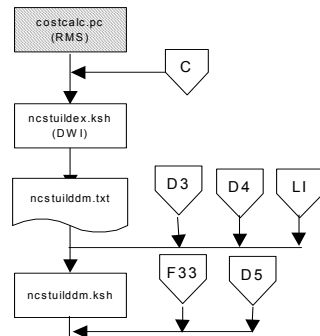 costcalc.pc
(RMS)
C
ncstuildex.ksh
(DWI)
ncstuilddm.txt
D3
D4
LI
ncstuilddm.ksh
F33
D5